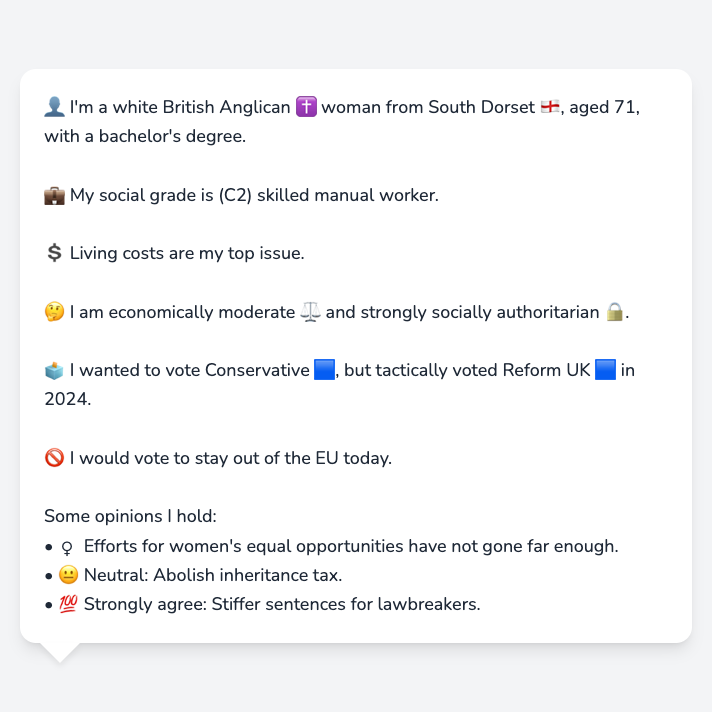 👤 I'm a white British Anglican ✝️ woman from South Dorset 🏴󠁧󠁢󠁥󠁮󠁧󠁿, aged 71,
with a bachelor's degree.
💼 My social grade is (C2) skilled manual worker.
💲 Living costs are my top issue.
🤔 I am economically moderate ⚖️ and strongly socially authoritarian 🔒.
🗳️ I wanted to vote Conservative 🟦, but tactically voted Reform UK 🟦 in
2024.
🚫 I would vote to stay out of the EU today.
Some opinions I hold:
• ♀ Efforts for women's equal opportunities have not gone far enough.
• 😐 Neutral: Abolish inheritance tax.
• 💯 Strongly agree: Stiffer sentences for lawbreakers.